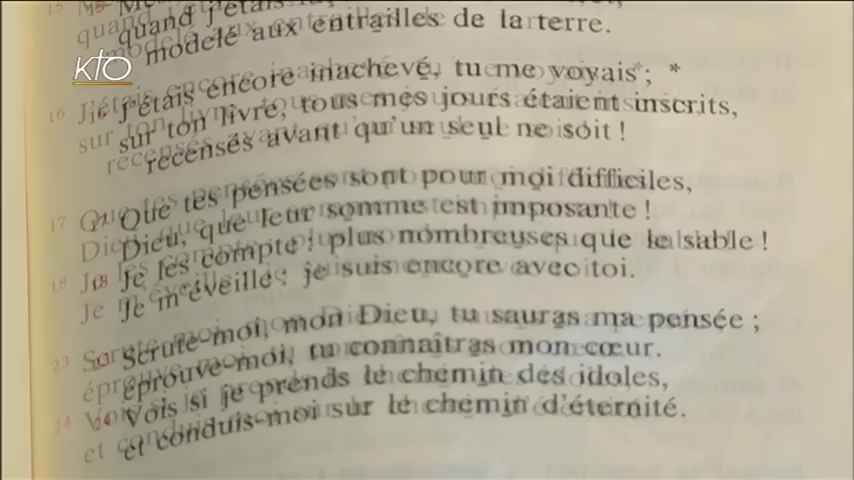 quand j'étais
modelé aux entrailles de la terre.
KTO
16 J'étais encore inachevé, tu me voyais ; *
sur ton livre, tous mes jours étaient inscrits,
recensés avant qu'un seul ne soit !
17 Que tes pensées sont pour moi difficiles,
Dieu, que leur somme est imposante !
18 Je les compte : plus nombreuses que le sable !
Je m'éveille : je suis encore avec toi.
23 Scrute-moi, mon Dieu, tu sauras ma pensée ;
éprouve-moi, tu connaîtras mon cœur.
24 Vois si je prends le chemin des idoles,
et conduis-moi sur le chemin d'éternité.